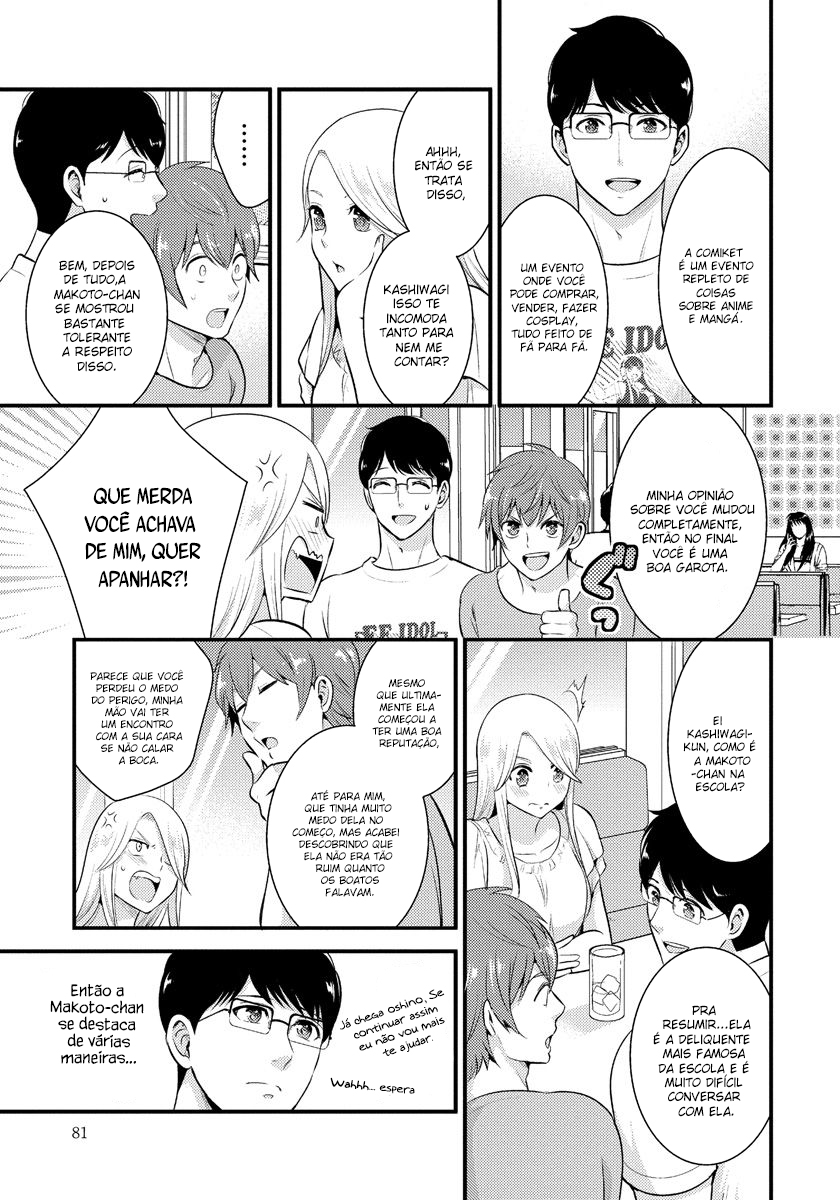 A COMIKET
É UM EVENTO
REPLETO DE
COISAS
SOBRE ANIME
E MANGÁ.
UM EVENTO
ONDE VOCÊ
PODE COMPRAR,
VENDER, FAZER
COSPLAY,
TUDO FEITO DE
FÃ PARA FÃ.
EE IDOL
AHHH,
ENTÃO SE
TRATA
DISSO,
KASHIWAGI
ISSO TE
INCOMODA
TANTO PARA
NEM ME
CONTAR?
........
BEM, DEPOIS
DE TUDO,A
MAKOTO-CHAN
SE MOSTROU
BASTANTE
TOLERANTE
A RESPEITO
DISSO.
MINHA OPINIÃO
SOBRE VOCÊ MUDOU
COMPLETAMENTE,
ENTÃO NO FINAL
VOCÊ É UMA
BOA GAROTA.
ぐっ
EE IDOL
QUE MERDA
VOCÊ ACHAVA
DE MIM, QUER
APANHAR?!
EI
KASHIWAGI-
KUN, COMO É
A MAKOTO
-CHAN NA
ESCOLA?
PRA
RESUMIR...ELA
É A DELIQUENTE
MAIS FAMOSA
DA ESCOLA E É
MUITO DIFÍCIL
CONVERSAR
COM ELA.
MESMO
QUE ULTIMA-
MENTE ELA
COMEÇOU A
TER UMA BOA
REPUTAÇÃO,
ATÉ PARA MIM,
QUE TINHA MUITO
MEDO DELA NO
COMEÇO, MAS ACABEI
DESCOBRINDO QUE
ELA NÃO ERA TÃO
RUIM QUANTO
OS BOATOS
FALAVAM.
PARECE QUE VOCÊ
PERDEU O MEDO
DO PERIGO, MINHA
MÃO VAI TER
UM ENCONTRO
COM A SUA CARA
SE NÃO CALAR
A BOCA.
Já chega oshino, Se
continuar assim
eu não vou mais
te ajudar.
Wahhh... espera
Então a
Makoto-chan
se destaca
de várias
maneiras...
81